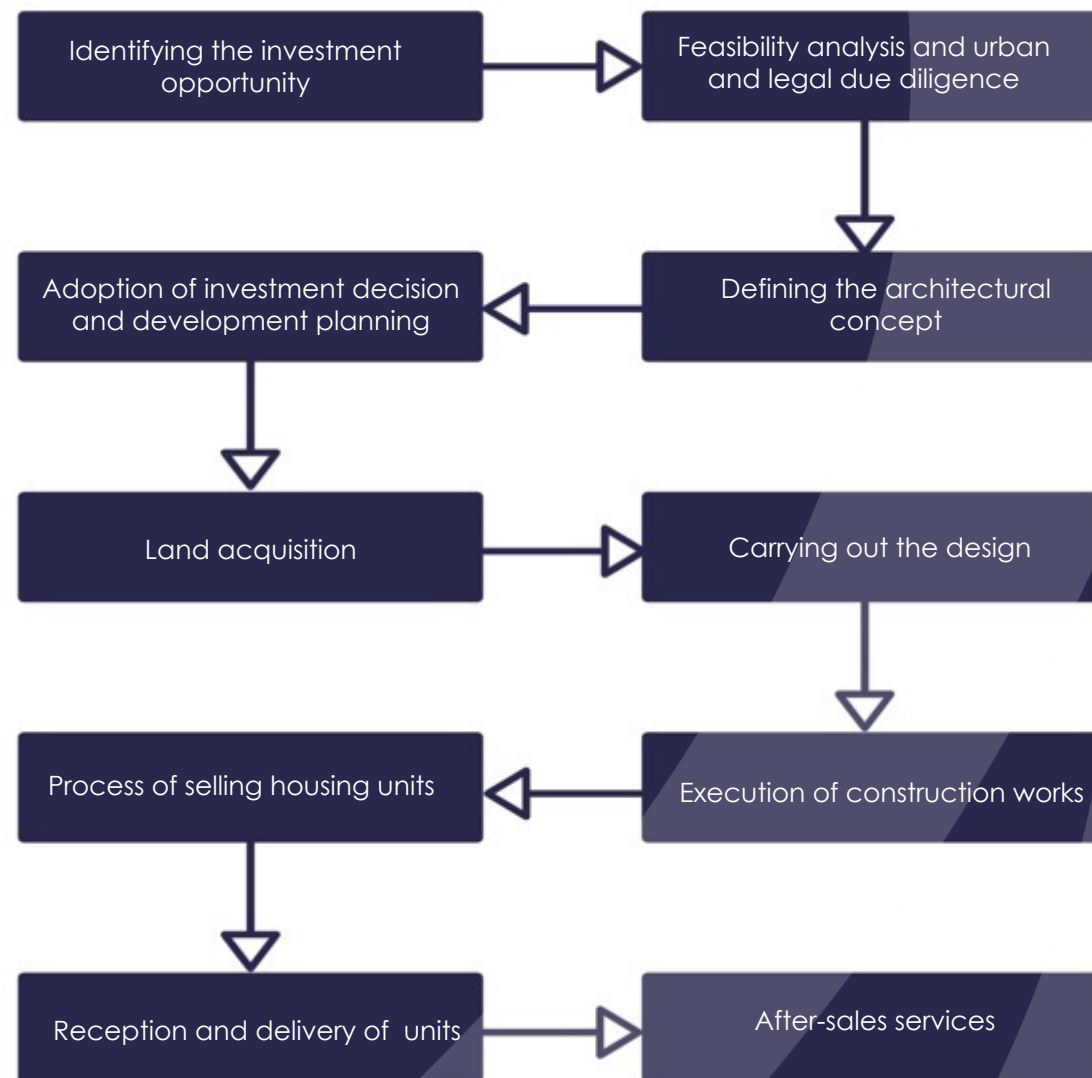 Identifying the investment
opportunity
Feasibility analysis and urban
and legal due diligence
Defining the architectural
concept
Adoption of investment decision
and development planning
Land acquisition
Carrying out the design
Execution of construction works
Process of selling housing units
Reception and delivery of  units
After-sales services